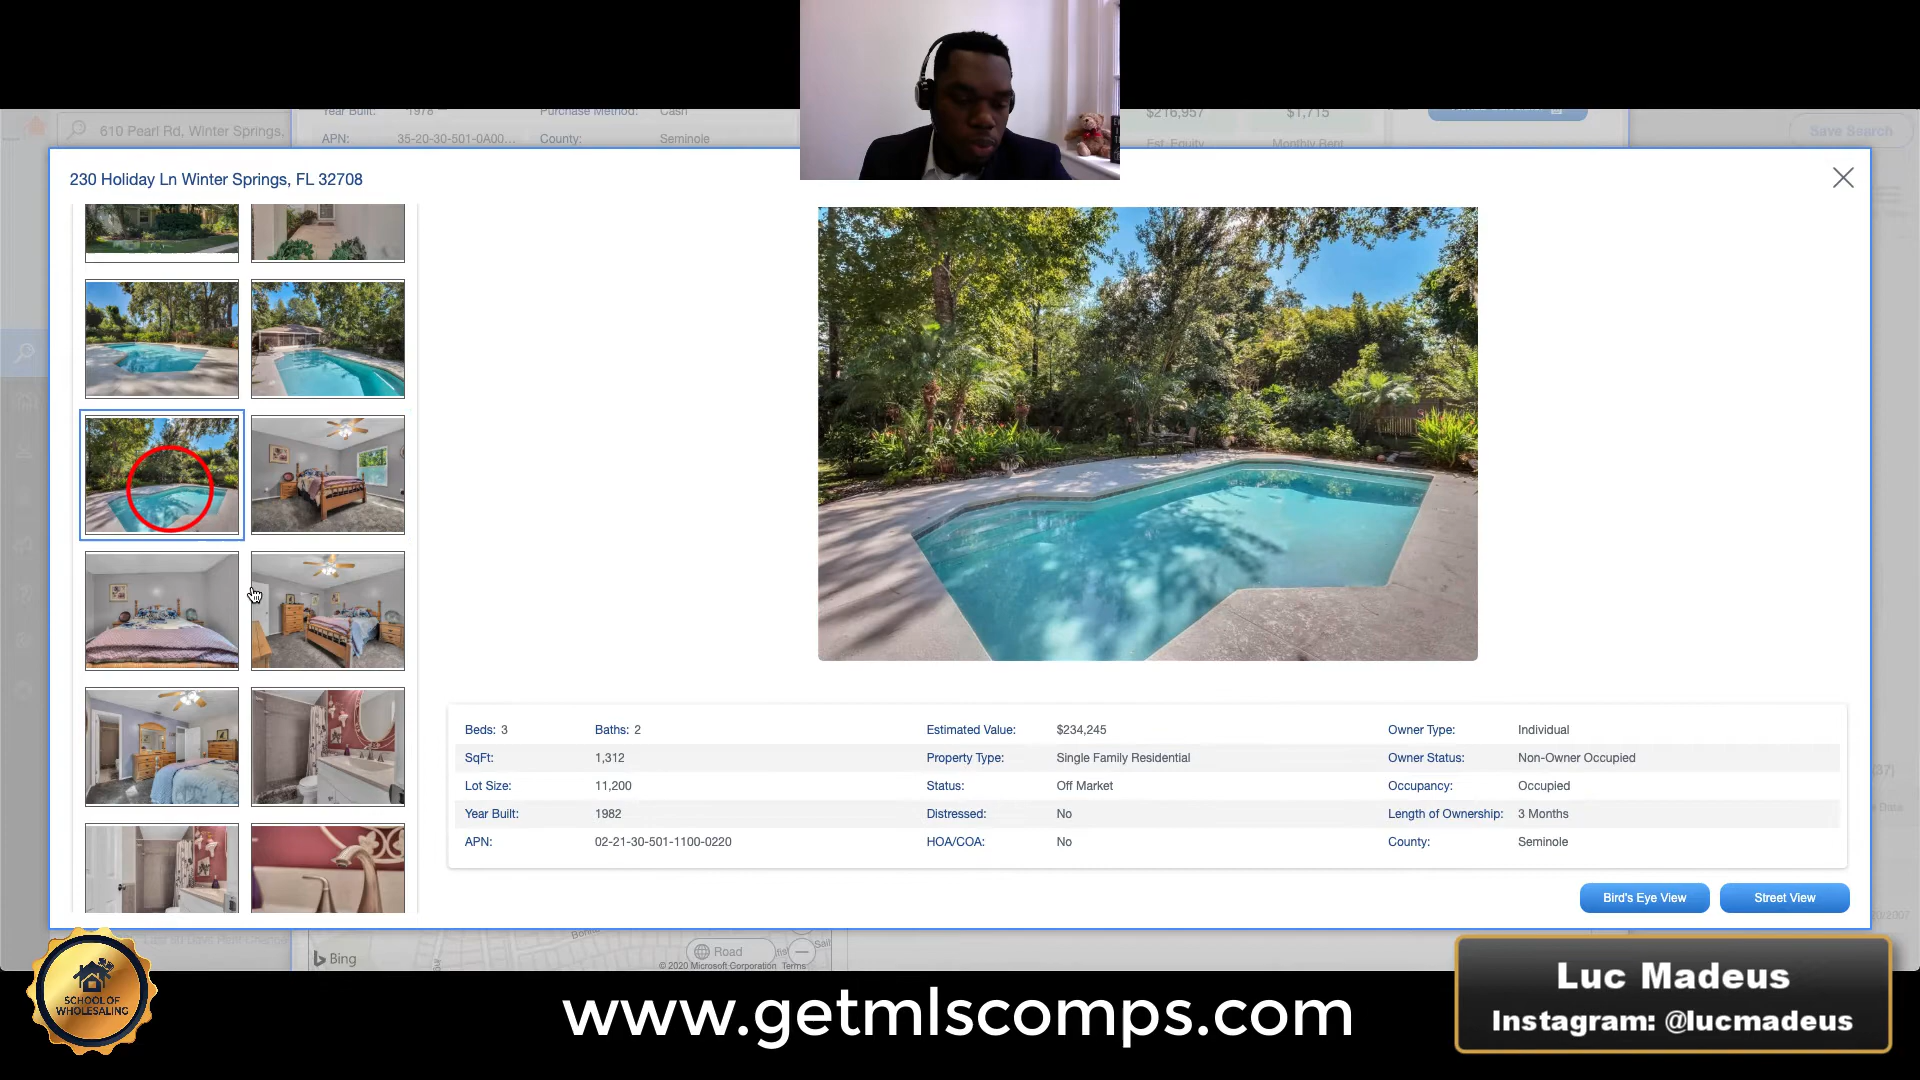 Year Built: 1978 Purchase Method: Cash
$216,957 $1,715
610 Pearl Rd, Winter Springs,
APN: 35-20-30-501-0A00... County: Seminole
Est. Equity Monthly Rent
Save Search
230 Holiday Ln Winter Springs, FL 32708
Beds: 3 Baths: 2 Estimated Value: $234,245 Owner Type: Individual
SqFt: 1,312 Property Type: Single Family Residential Owner Status: Non-Owner Occupied
Lot Size: 11,200 Status: Off Market Occupancy: Occupied
Year Built: 1982 Distressed: No Length of Ownership: 3 Months
APN: 02-21-30-501-1100-0220 HOA/COA: No County: Seminole
Bird's Eye View Street View
Bing
Road
© 2020 Microsoft Corporation Terms
SCHOOL OF
WHOLESALING
www.getmlscomps.com
Luc Madeus
Instagram: @lucmadeus